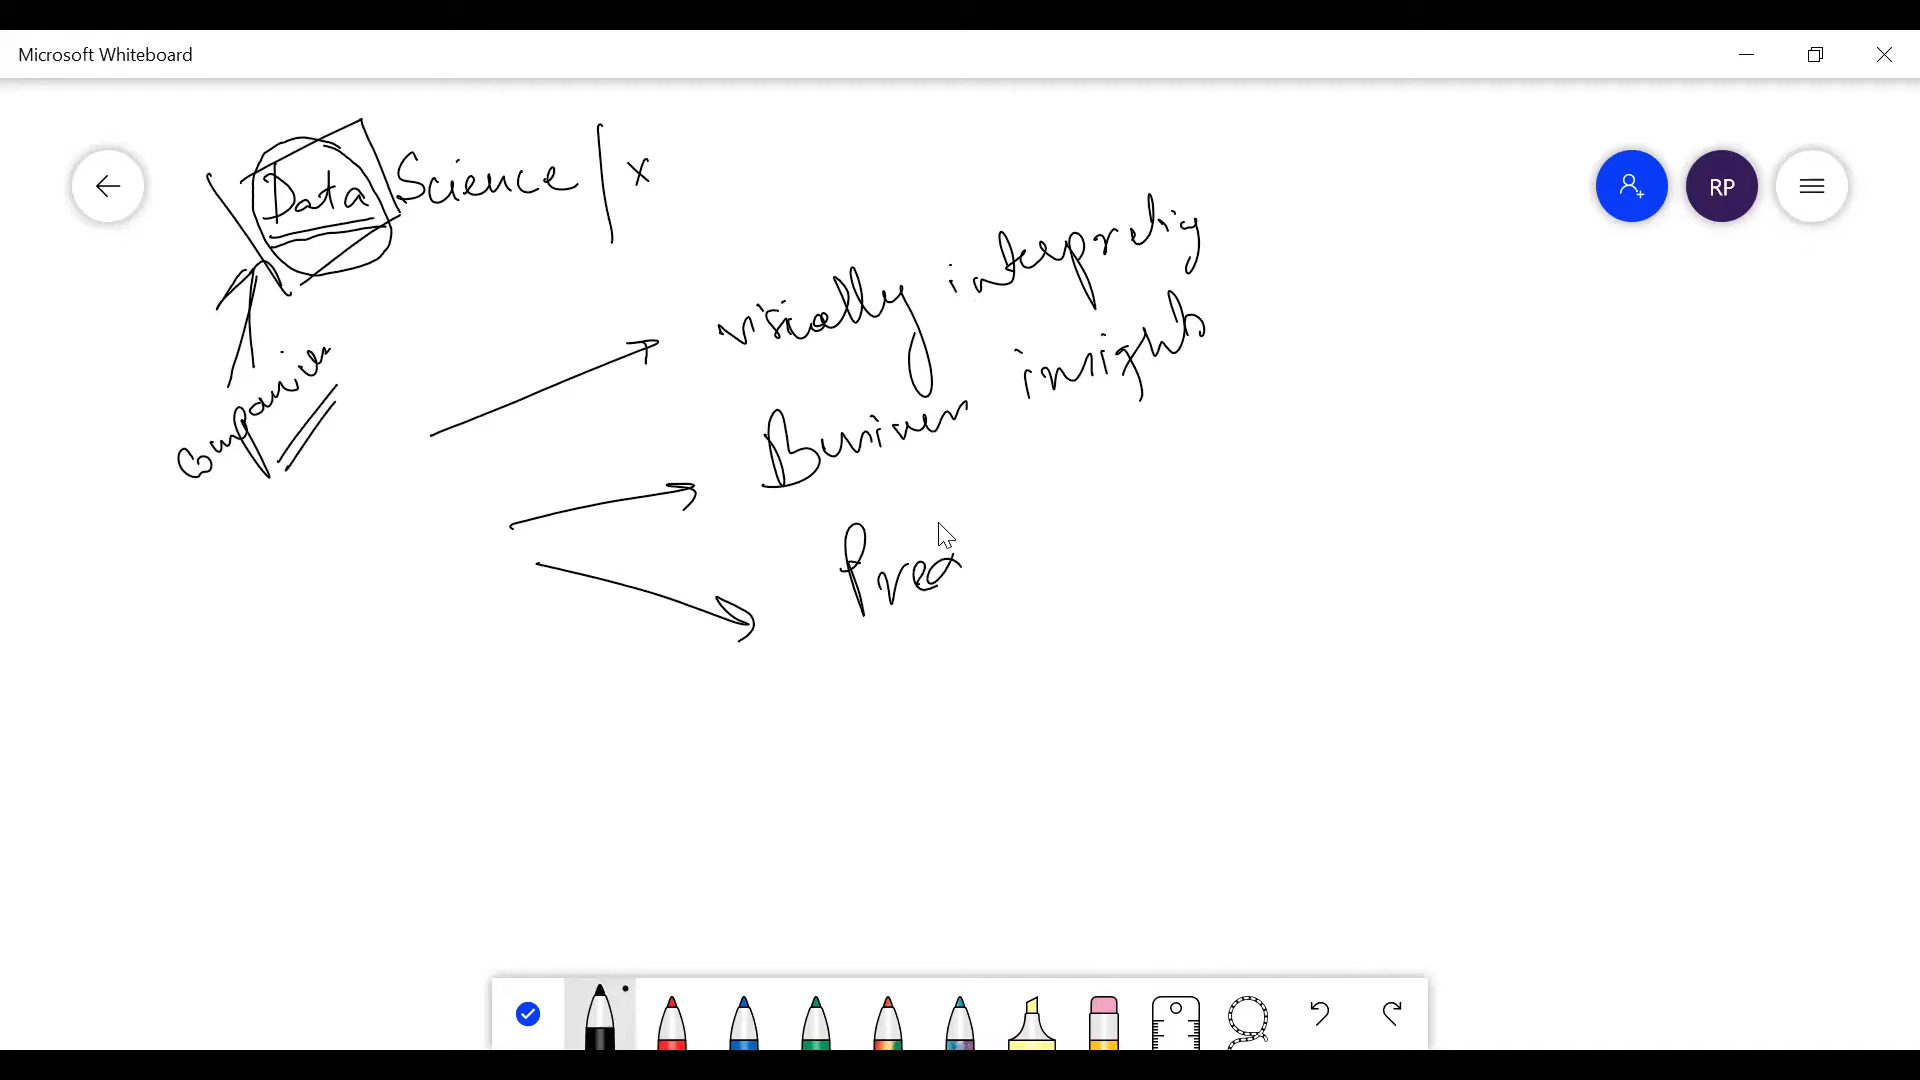 Microsoft Whiteboard
Data Science / x
RP
visually interpreting
Business insights
companies
Pred